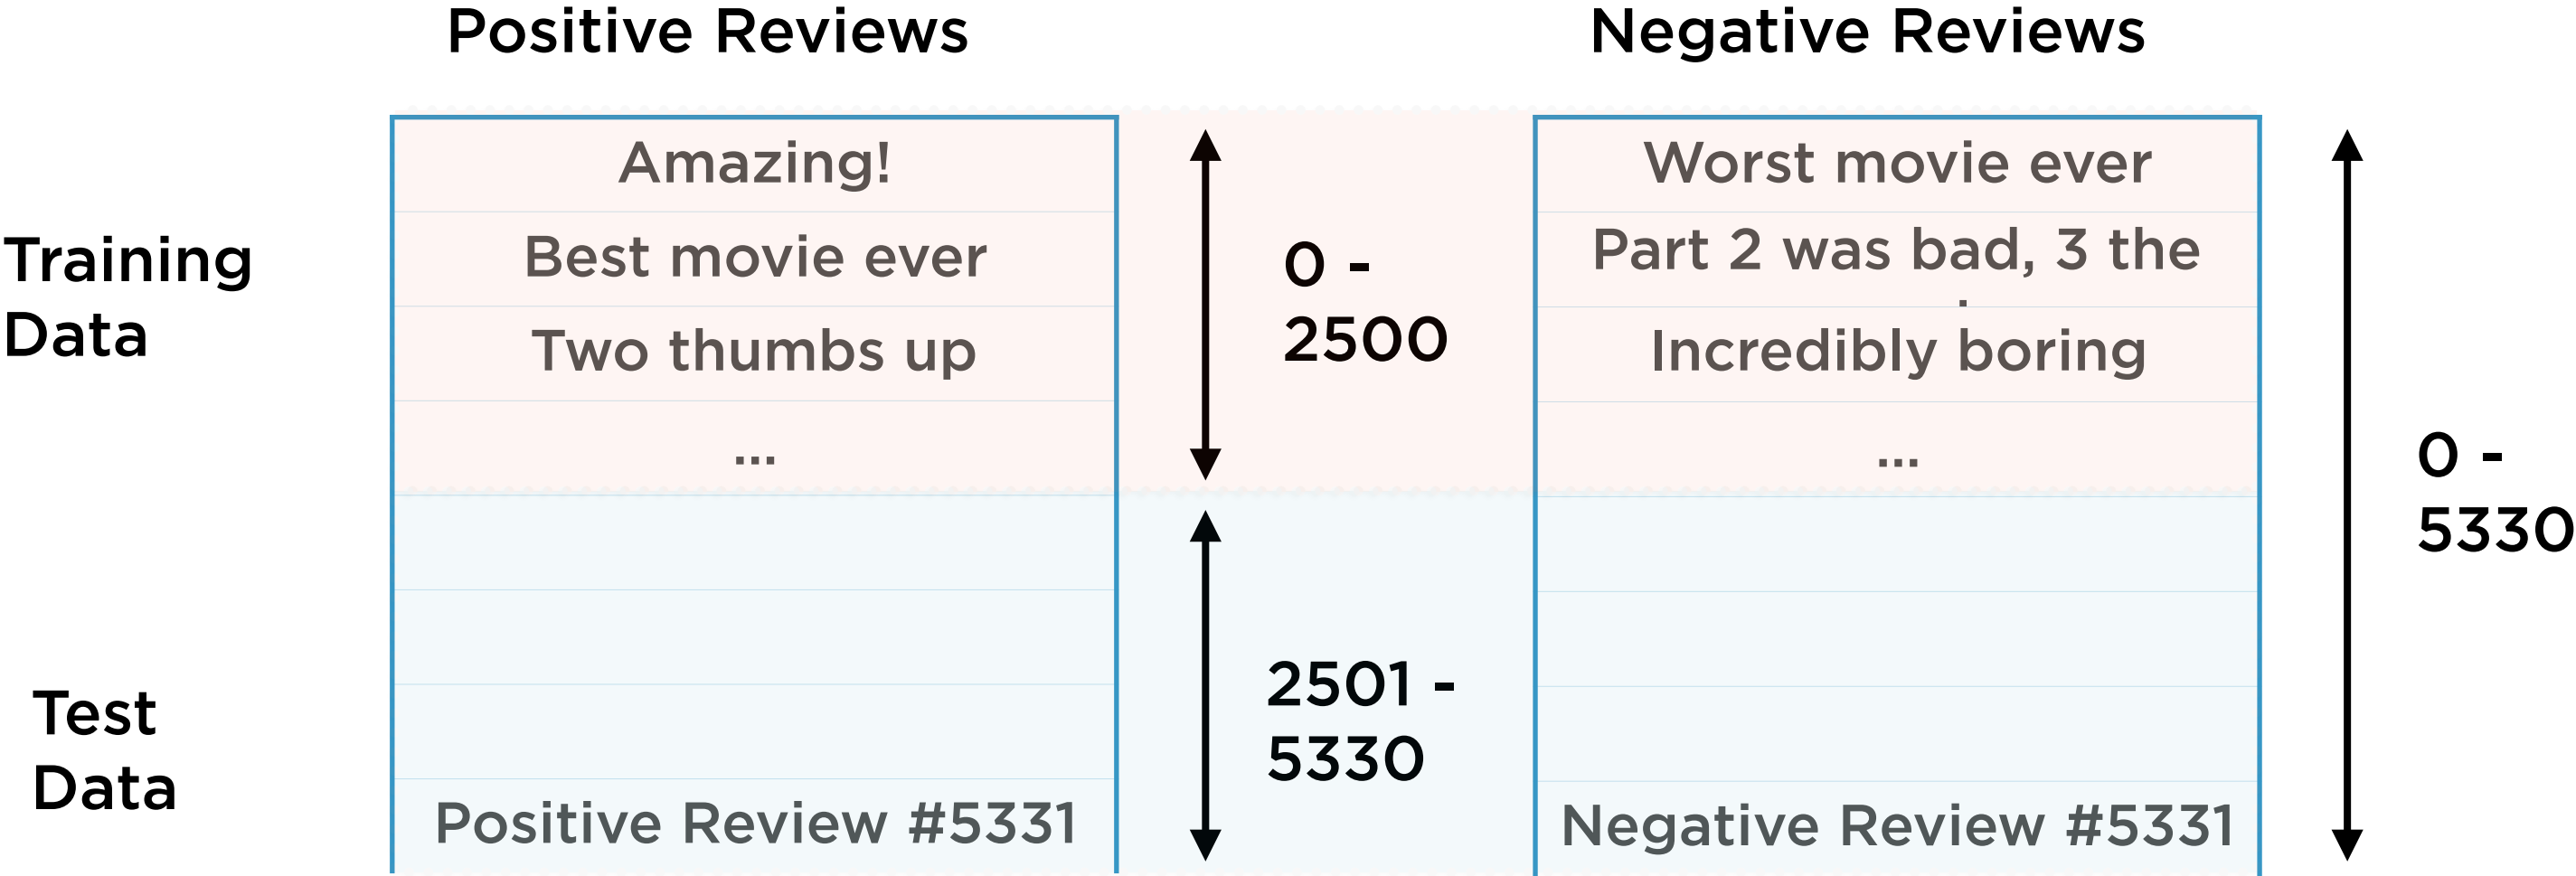 Positive Reviews
Negative Reviews
Training
Data
Amazing!
Best movie ever
Two thumbs up
...
0 -
2500
Worst movie ever
Part 2 was bad, 3 the
Incredibly boring
...
0 -
5330
Test
Data
2501 -
5330
Positive Review #5331
Negative Review #5331